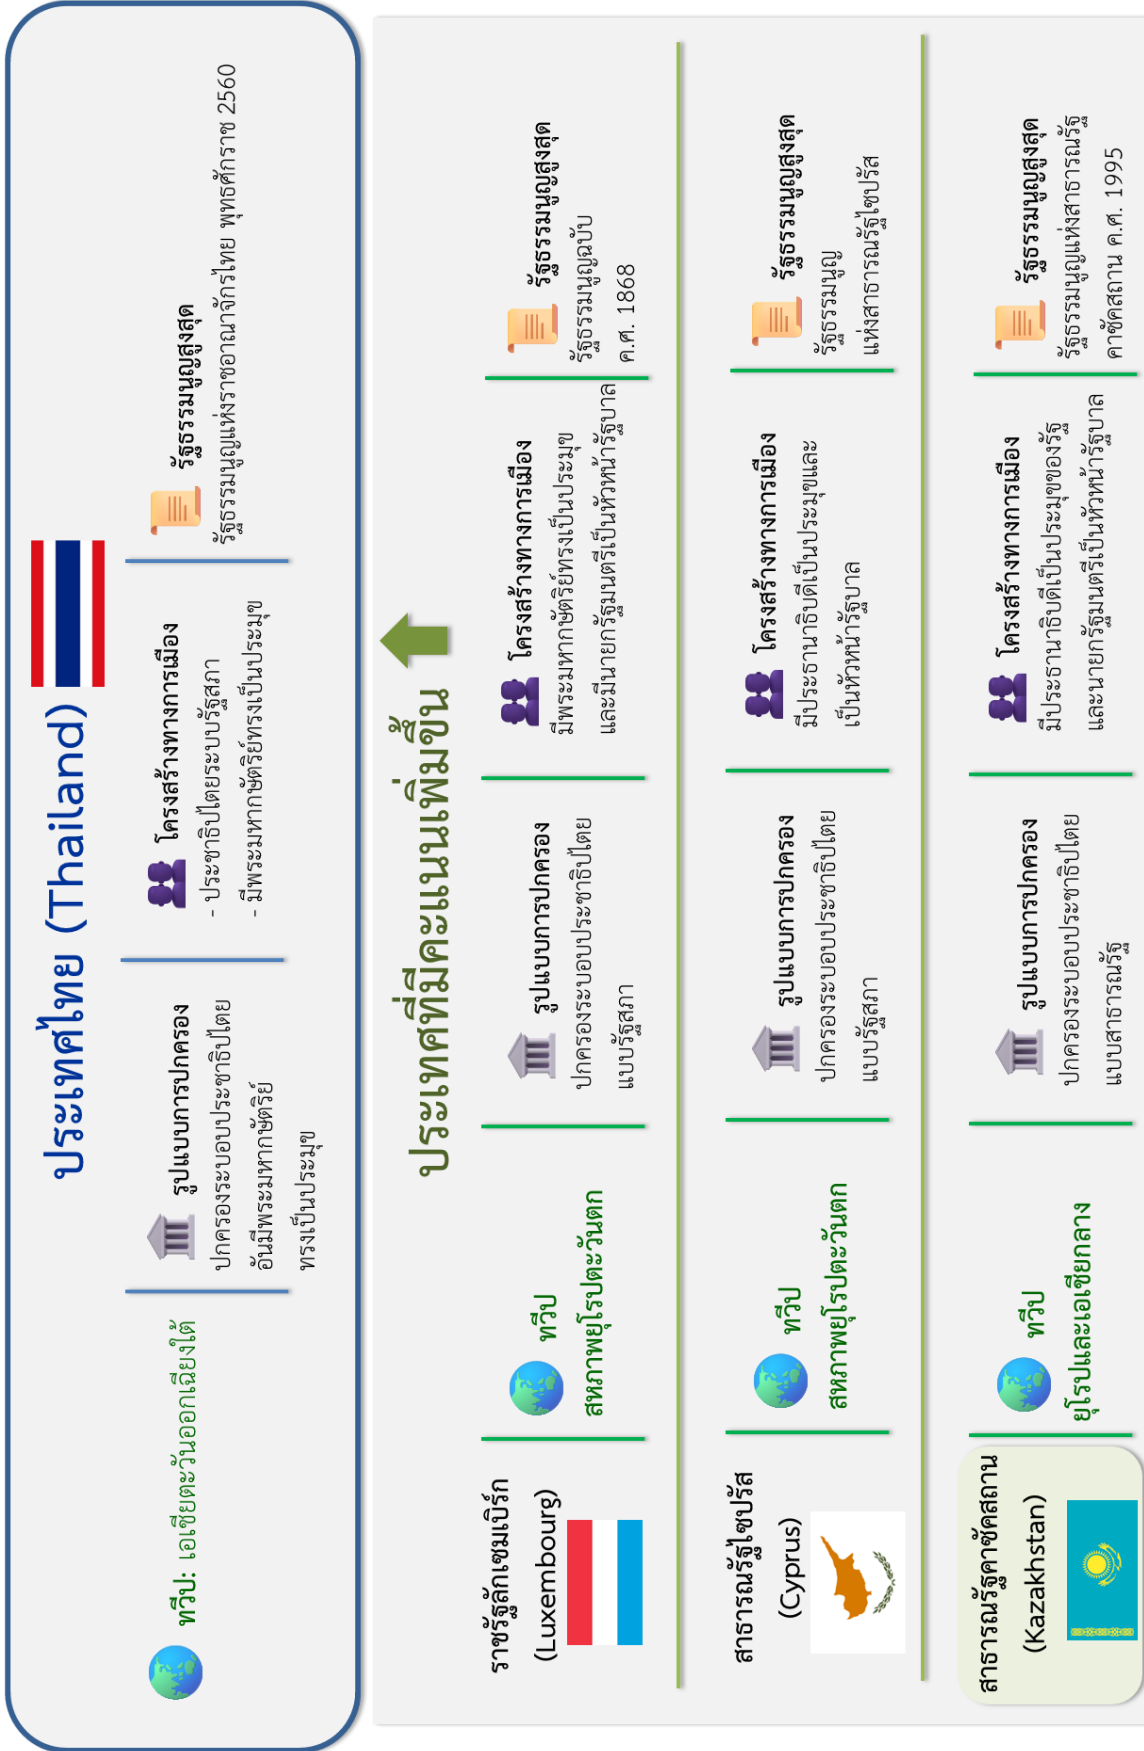 ประเทศไทย (Thailand)
ทวีป: เอเชียตะวันออกเฉียงใต้
รูปแบบการปกครอง
ปกครองระบอบประชาธิปไตย
อันมีพระมหากษัตริย์
ทรงเป็นประมุข
โครงสร้างทางการเมือง
- ประชาธิปไตยระบบรัฐสภา
- มีพระมหากษัตริย์ทรงเป็นประมุข
รัฐธรรมนูญสูงสุด
รัฐธรรมนูญแห่งราชอาณาจักรไทย พุทธศักราช 2560
ประเทศที่มีคะแนนเพิ่มขึ้น
ราชรัฐลักเซมเบิร์ก
(Luxembourg)
ทวีป
สหภาพยุโรปตะวันตก
รูปแบบการปกครอง
ปกครองระบอบประชาธิปไตย
แบบรัฐสภา
โครงสร้างทางการเมือง
มีพระมหากษัตริย์ทรงเป็นประมุข
และมีนายกรัฐมนตรีเป็นหัวหน้ารัฐบาล
รัฐธรรมนูญสูงสุด
รัฐธรรมนูญฉบับ
ค.ศ. 1868
สาธารณรัฐไซปรัส
(Cyprus)
ทวีป
สหภาพยุโรปตะวันตก
รูปแบบการปกครอง
ปกครองระบอบประชาธิปไตย
แบบรัฐสภา
โครงสร้างทางการเมือง
มีประธานาธิบดีเป็นประมุขและ
เป็นหัวหน้ารัฐบาล
รัฐธรรมนูญสูงสุด
รัฐธรรมนูญ
แห่งสาธารณรัฐไซปรัส
สาธารณรัฐคาซัคสถาน
(Kazakhstan)
ทวีป
ยุโรปและเอเชียกลาง
รูปแบบการปกครอง
ปกครองระบอบประชาธิปไตย
แบบสาธารณรัฐ
โครงสร้างทางการเมือง
มีประธานาธิบดีเป็นประมุขของรัฐ
และนายกรัฐมนตรีเป็นหัวหน้ารัฐบาล
รัฐธรรมนูญสูงสุด
รัฐธรรมนูญแห่งสาธารณรัฐ
คาซัคสถาน ค.ศ. 1995